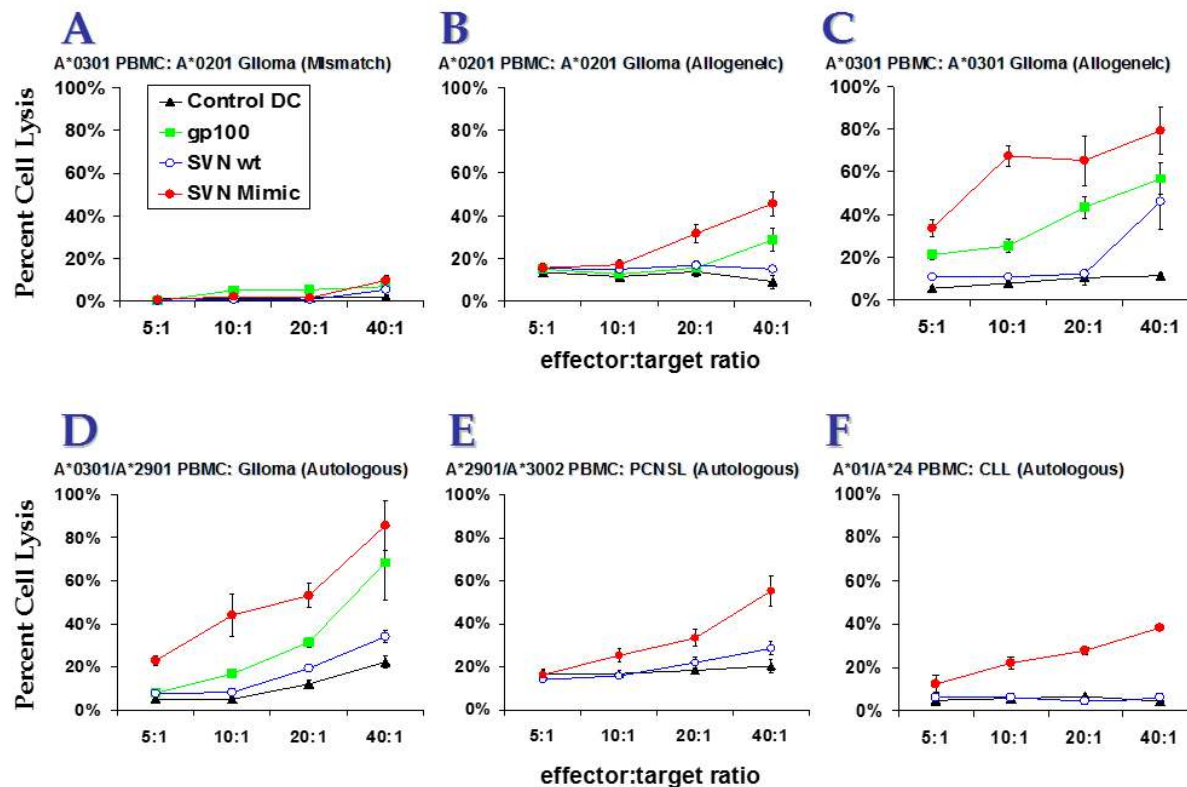 A
A*0301 PBMC: A*0201 Glioma (Mismatch)
B
A*0201 PBMC: A*0201 Glioma (Allogeneic)
C
A*0301 PBMC: A*0301 Glioma (Allogeneic)
Percent Cell Lysis
100%
80%
60%
40%
20%
0%
Control DC
gp100
SVN wt
SVN Mimic
5:1 10:1 20:1 40:1
100%
80%
60%
40%
20%
0%
5:1 10:1 20:1 40:1
100%
80%
60%
40%
20%
0%
5:1 10:1 20:1 40:1
effector:target ratio
D
A*0301/A*2901 PBMC: Glioma (Autologous)
E
A*2901/A*3002 PBMC: PCNSL (Autologous)
F
A*01/A*24 PBMC: CLL (Autologous)
Percent Cell Lysis
100%
80%
60%
40%
20%
0%
5:1 10:1 20:1 40:1
100%
80%
60%
40%
20%
0%
5:1 10:1 20:1 40:1
100%
80%
60%
40%
20%
0%
5:1 10:1 20:1 40:1
effector:target ratio